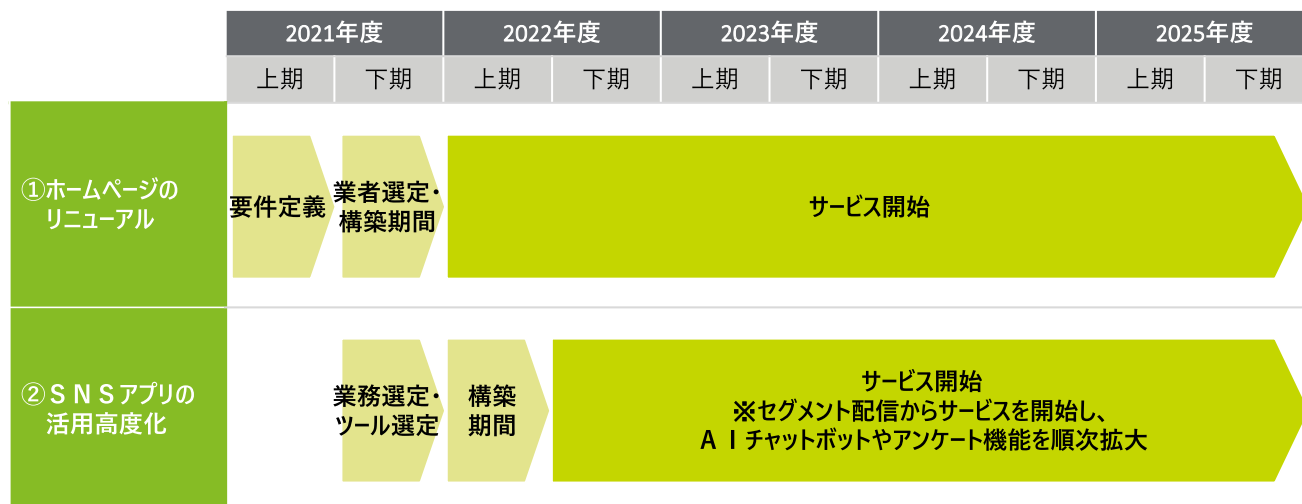 2021年度 2022年度 2023年度 2024年度 2025年度
上期 下期 上期 下期 上期 下期 上期 下期 上期 下期
①ホームページの
リニューアル
要件定義
業者選定・
構築期間
サービス開始
②ＳＮＳアプリの
活用高度化
業務選定・
ツール選定
構築
期間
サービス開始
※セグメント配信からサービスを開始し、
ＡＩチャットボットやアンケート機能を順次拡大